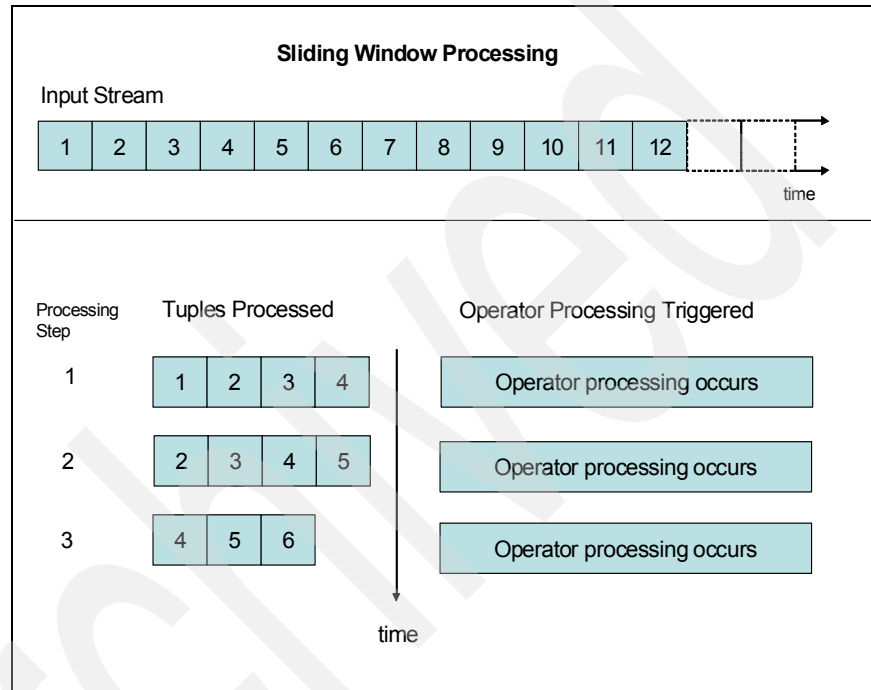 Sliding Window Processing
Input Stream
1 2 3 4 5 6 7 8 9 10 11 12
time
Processing Step
Tuples Processed
Operator Processing Triggered
1
1 2 3 4
Operator processing occurs
2
2 3 4 5
Operator processing occurs
3
4 5 6
Operator processing occurs
time